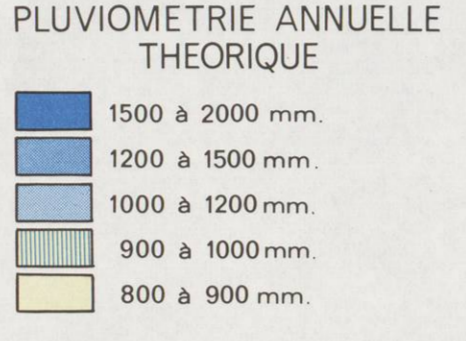 PLUVIOMETRIE ANNUELLE
THEORIQUE
1500 à 2000 mm.
1200 à 1500 mm.
1000 à 1200 mm.
900 à 1000 mm.
800 à 900 mm.